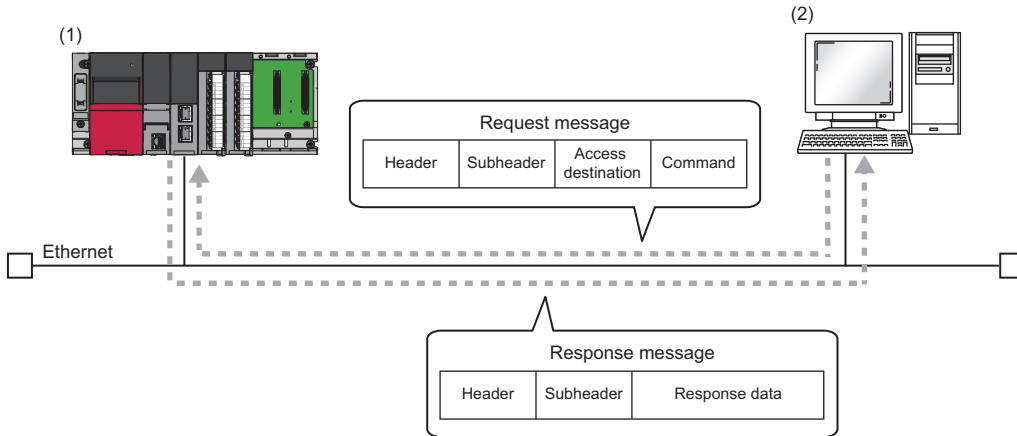 (1)
(2)
Request message
Header
Subheader
Access
destination
Command
Ethernet
Response message
Header
Subheader
Response data